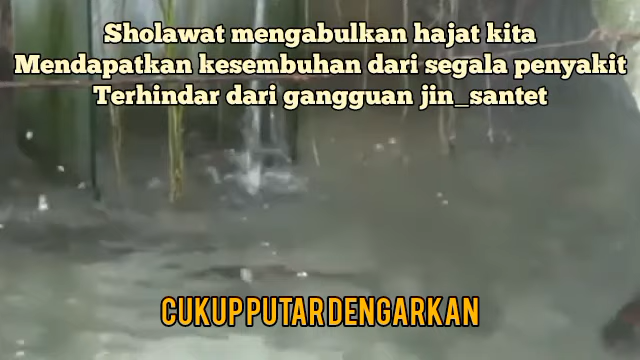 Sholawat mengabulkan hajat kita
Mendapatkan kesembuhan dari segala penyakit
Terhindar dari gangguan jin_santet
CUKUP PUTAR DENGARKAN